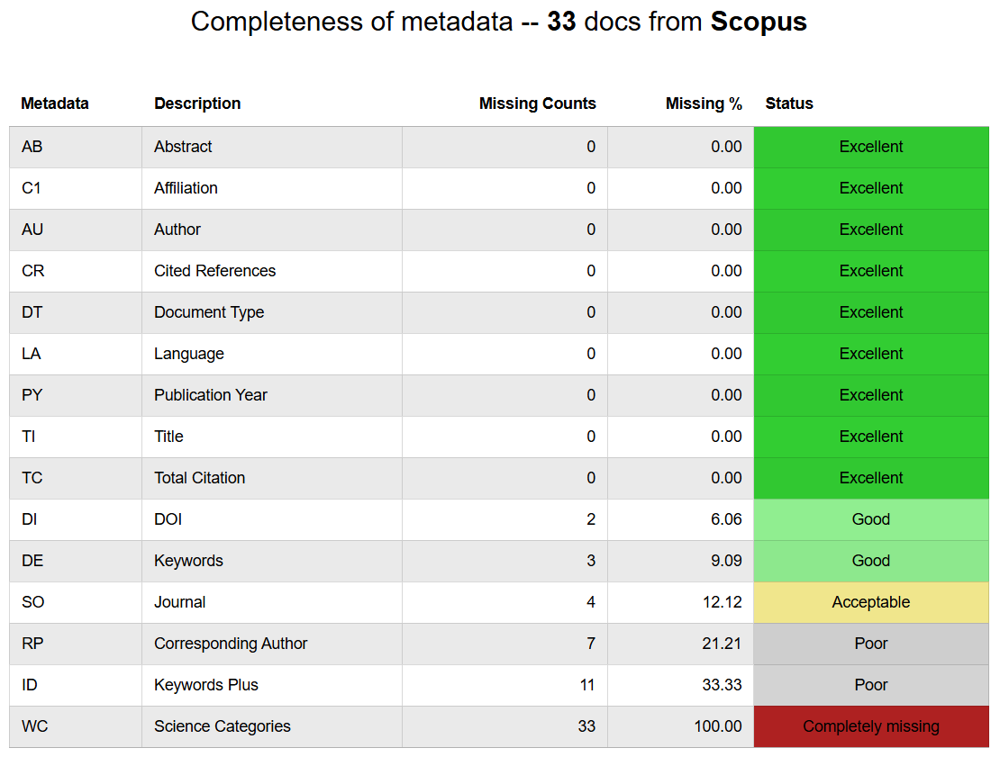 Completeness of metadata -- 33 docs from Scopus
Metadata Description Missing Counts Missing % Status
AB Abstract 0 0.00 Excellent
C1 Affiliation 0 0.00 Excellent
AU Author 0 0.00 Excellent
CR Cited References 0 0.00 Excellent
DT Document Type 0 0.00 Excellent
LA Language 0 0.00 Excellent
PY Publication Year 0 0.00 Excellent
TI Title 0 0.00 Excellent
TC Total Citation 0 0.00 Excellent
DI DOI 2 6.06 Good
DE Keywords 3 9.09 Good
SO Journal 4 12.12 Acceptable
RP Corresponding Author 7 21.21 Poor
ID Keywords Plus 11 33.33 Poor
WC Science Categories 33 100.00 Completely missing